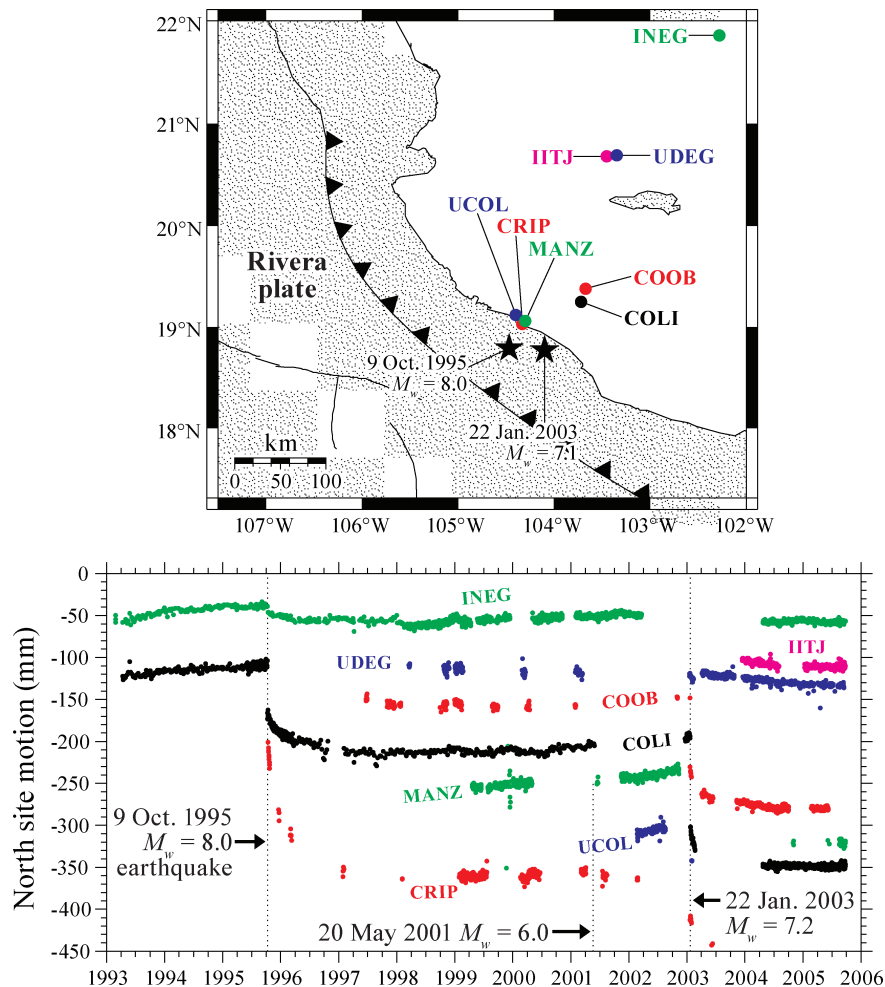 22°N
INEG
21°N
IITJ
UDEG
UCOL
20°N
CRIP
MANZ
Rivera
plate
COOB
COLI
19°N
9 Oct. 1995
Mw = 8.0
18°N
22 Jan. 2003
Mw = 7.1
km
0 50 100
107°W 106°W 105°W 104°W 103°W 102°W
North site motion (mm)
0
-50
-100
-150
-200
-250
-300
-350
-400
-450
INEG
IITJ
UDEG
COOB
COLI
MANZ
UCOL
CRIP
9 Oct. 1995
Mw = 8.0
earthquake
20 May 2001 Mw = 6.0
22 Jan. 2003
Mw = 7.2
1993 1994 1995 1996 1997 1998 1999 2000 2001 2002 2003 2004 2005 2006